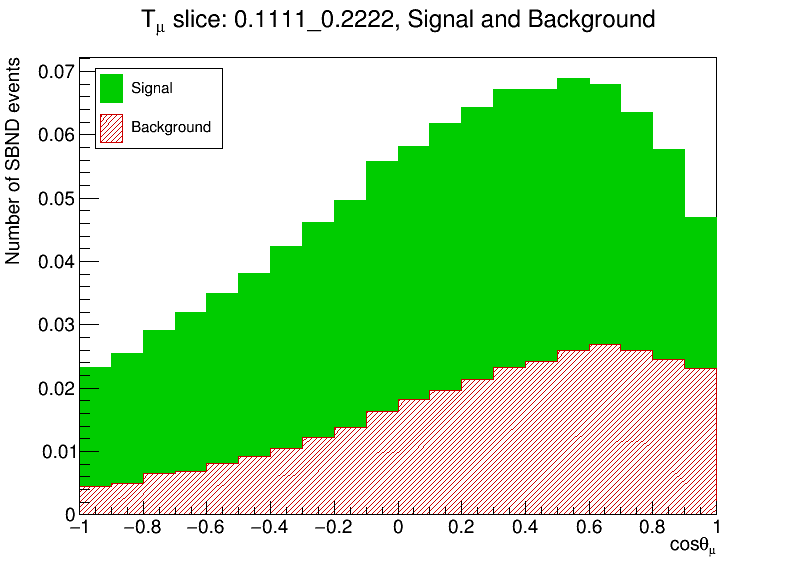 Tμ slice: 0.1111_0.2222, Signal and Background
Number of SBND events
Signal
Background
0.07
0.06
0.05
0.04
0.03
0.02
0.01
0
−1 −0.8 −0.6 −0.4 −0.2 0 0.2 0.4 0.6 0.8 1
cosθμ